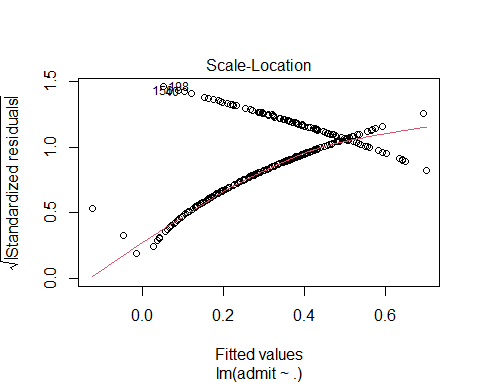 Scale-Location
√|Standardized residuals|
1.5
1.0
0.5
0.0
0.0 0.2 0.4 0.6
Fitted values
lm(admit ~ .)